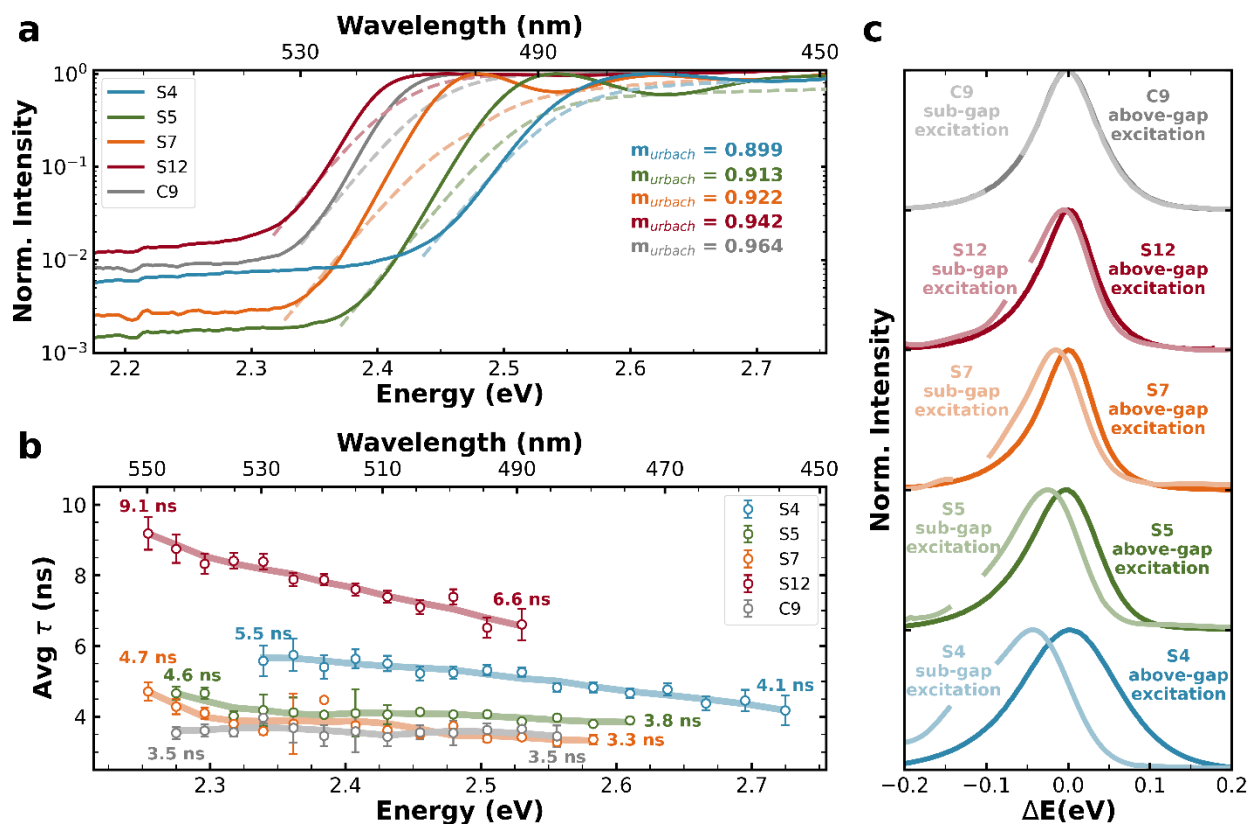 a
Wavelength (nm)
530 490 450
Norm. Intensity
10⁰
10⁻¹
10⁻²
10⁻³
S4
S5
S7
S12
C9
m_urbach = 0.899
m_urbach = 0.913
m_urbach = 0.922
m_urbach = 0.942
m_urbach = 0.964
2.2 2.3 2.4 2.5 2.6 2.7
Energy (eV)
b
Wavelength (nm)
550 530 510 490 470 450
Avg τ (ns)
10
8
6
4
9.1 ns
6.6 ns
5.5 ns
4.1 ns
4.7 ns
4.6 ns
3.8 ns
3.3 ns
3.5 ns
3.5 ns
S4
S5
S7
S12
C9
2.3 2.4 2.5 2.6 2.7
Energy (eV)
c
Norm. Intensity
C9
sub-gap
excitation
C9
above-gap
excitation
S12
sub-gap
excitation
S12
above-gap
excitation
S7
sub-gap
excitation
S7
above-gap
excitation
S5
sub-gap
excitation
S5
above-gap
excitation
S4
sub-gap
excitation
S4
above-gap
excitation
−0.2 −0.1 0.0 0.1 0.2
ΔE(eV)